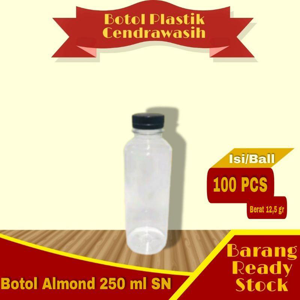 Botol Plastik
Cendrawasih
Isi/Ball
100 PCS
Berat 12,5 gr
Botol Almond 250 ml SN
Barang
Ready
Stock